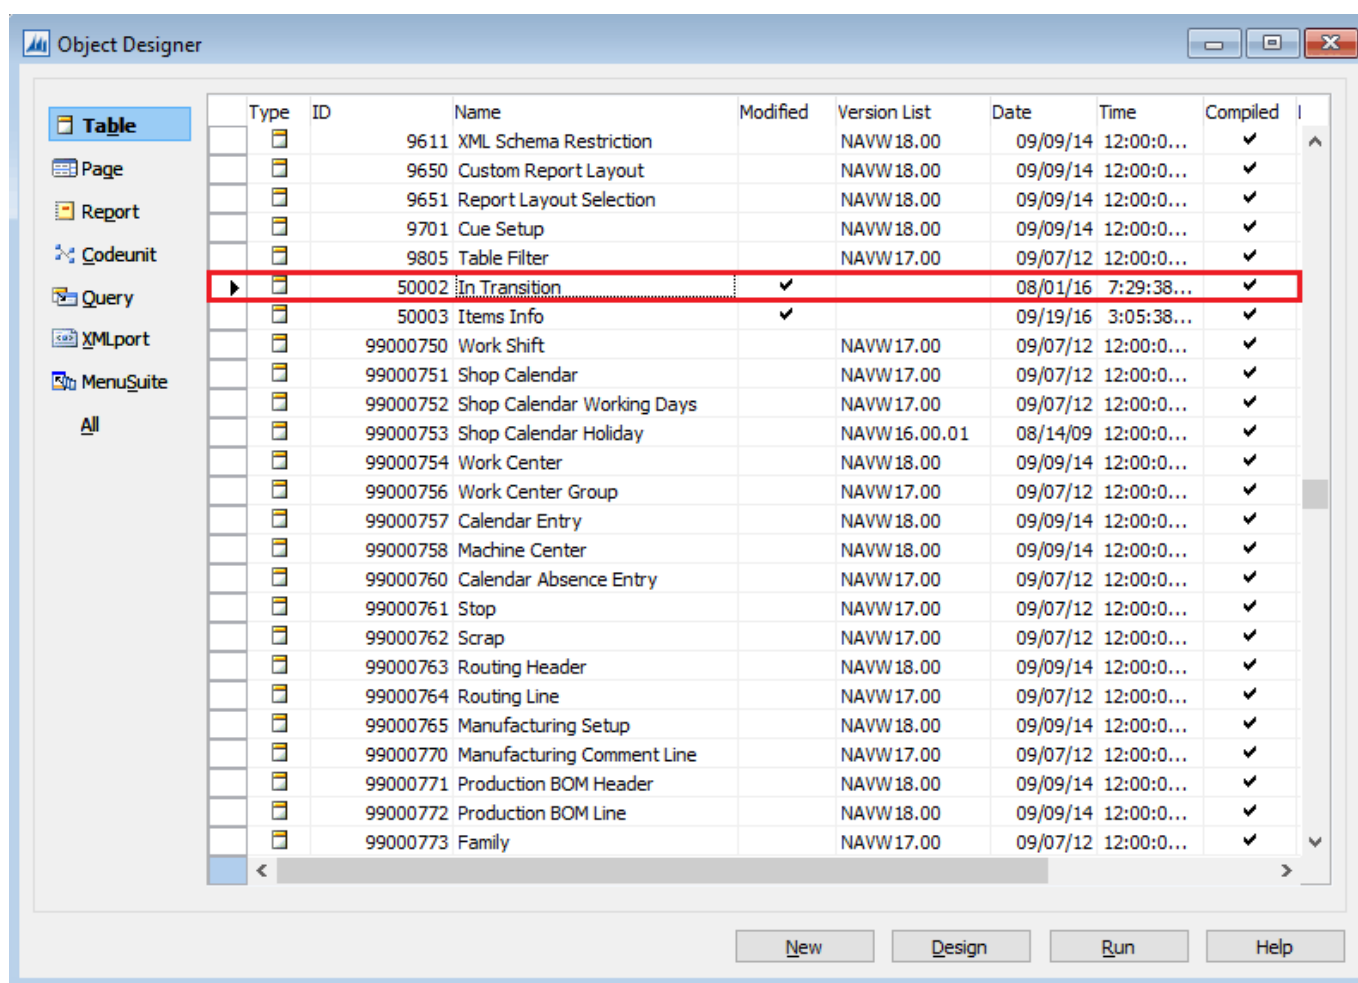 Object Designer
Table
Page
Report
Codeunit
Query
XMLport
MenuSuite
All
Type ID Name Modified Version List Date Time Compiled
9611 XML Schema Restriction NAVW18.00 09/09/14 12:00:0...
9650 Custom Report Layout NAVW18.00 09/09/14 12:00:0...
9651 Report Layout Selection NAVW18.00 09/09/14 12:00:0...
9701 Cue Setup NAVW18.00 09/09/14 12:00:0...
9805 Table Filter NAVW17.00 09/07/12 12:00:0...
50002 In Transition 08/01/16 7:29:38...
50003 Items Info 09/19/16 3:05:38...
99000750 Work Shift NAVW17.00 09/07/12 12:00:0...
99000751 Shop Calendar NAVW17.00 09/07/12 12:00:0...
99000752 Shop Calendar Working Days NAVW17.00 09/07/12 12:00:0...
99000753 Shop Calendar Holiday NAVW16.00.01 08/14/09 12:00:0...
99000754 Work Center NAVW18.00 09/09/14 12:00:0...
99000756 Work Center Group NAVW17.00 09/07/12 12:00:0...
99000757 Calendar Entry NAVW18.00 09/09/14 12:00:0...
99000758 Machine Center NAVW18.00 09/09/14 12:00:0...
99000760 Calendar Absence Entry NAVW17.00 09/07/12 12:00:0...
99000761 Stop NAVW17.00 09/07/12 12:00:0...
99000762 Scrap NAVW17.00 09/07/12 12:00:0...
99000763 Routing Header NAVW18.00 09/09/14 12:00:0...
99000764 Routing Line NAVW17.00 09/07/12 12:00:0...
99000765 Manufacturing Setup NAVW18.00 09/09/14 12:00:0...
99000770 Manufacturing Comment Line NAVW17.00 09/07/12 12:00:0...
99000771 Production BOM Header NAVW18.00 09/09/14 12:00:0...
99000772 Production BOM Line NAVW18.00 09/09/14 12:00:0...
99000773 Family NAVW17.00 09/07/12 12:00:0...
New Design Run Help